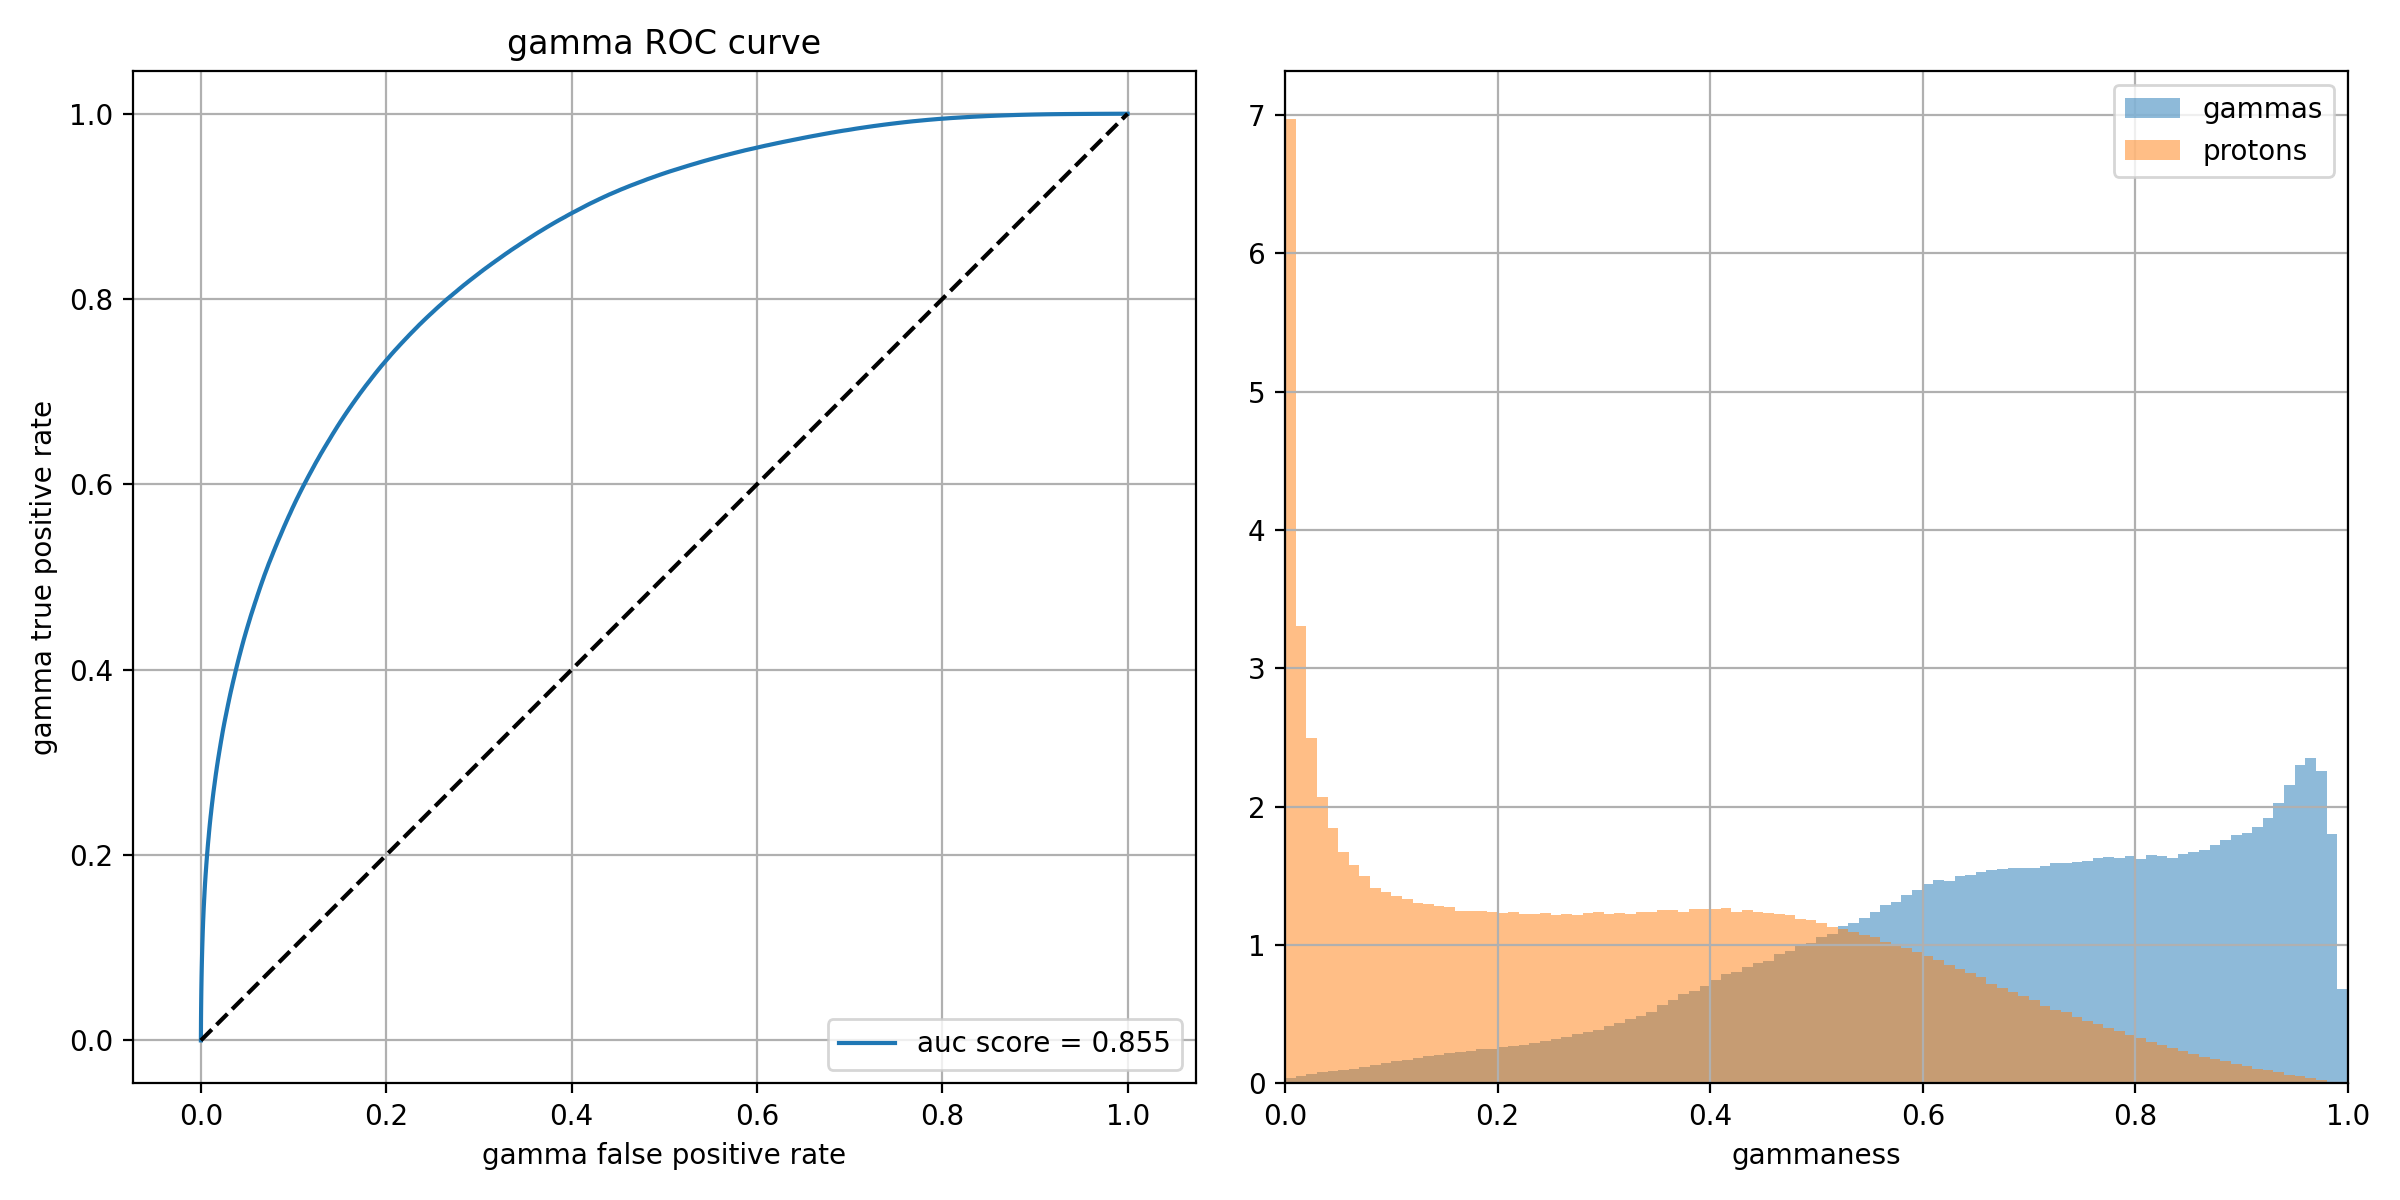 gamma ROC curve
gamma true positive rate
1.0
0.8
0.6
0.4
0.2
0.0
auc score = 0.855
0.0 0.2 0.4 0.6 0.8 1.0
gamma false positive rate
gammas
protons
7
6
5
4
3
2
1
0
0.0 0.2 0.4 0.6 0.8 1.0
gammaness